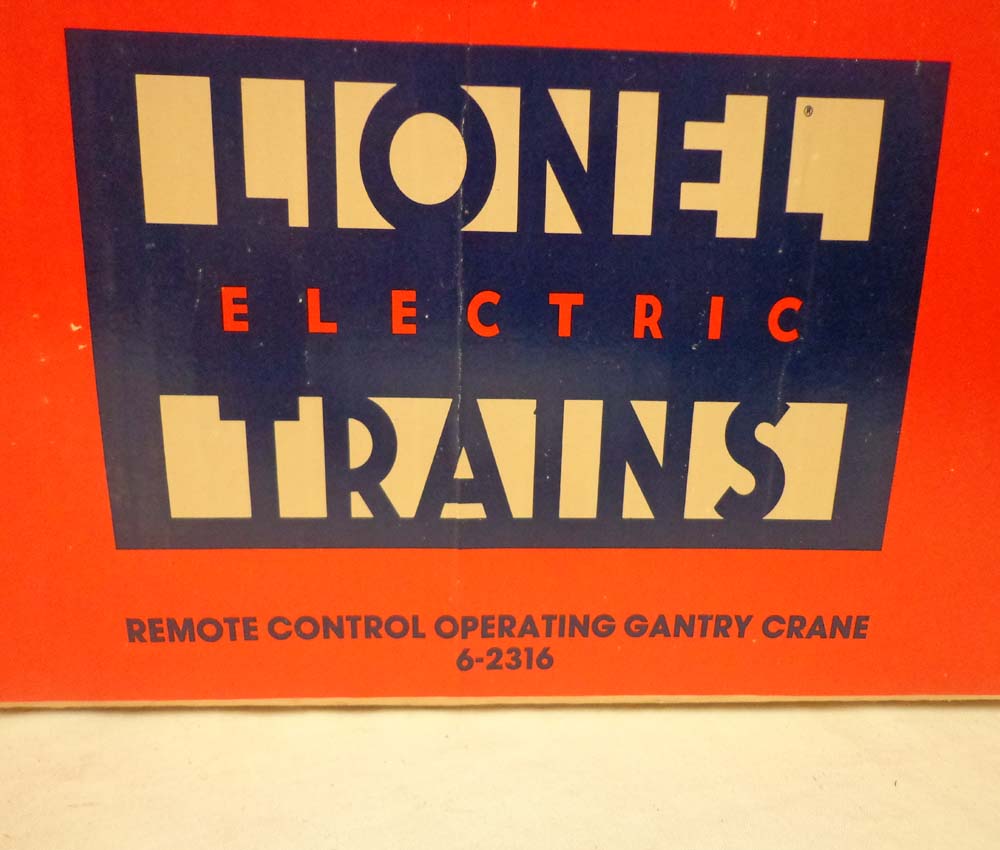 LIONEL®
ELECTRIC
TRAINS
REMOTE CONTROL OPERATING GANTRY CRANE
6-2316